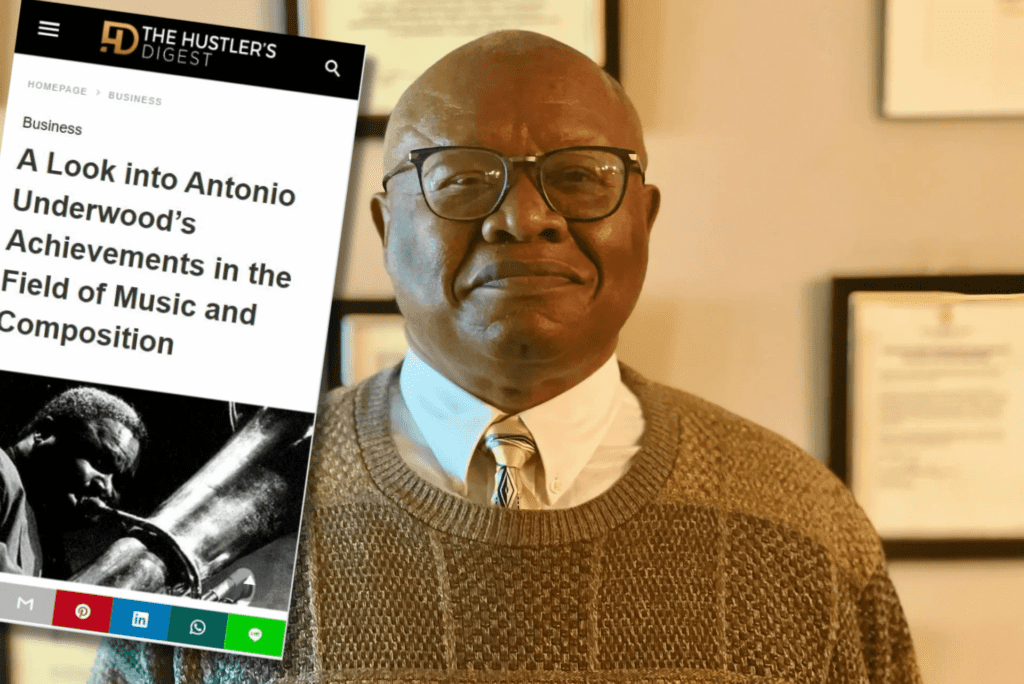 THE HUSTLER'S
DIGEST
HOMEPAGE > BUSINESS
Business
A Look into Antonio
Underwood's
Achievements in the
Field of Music and
Composition